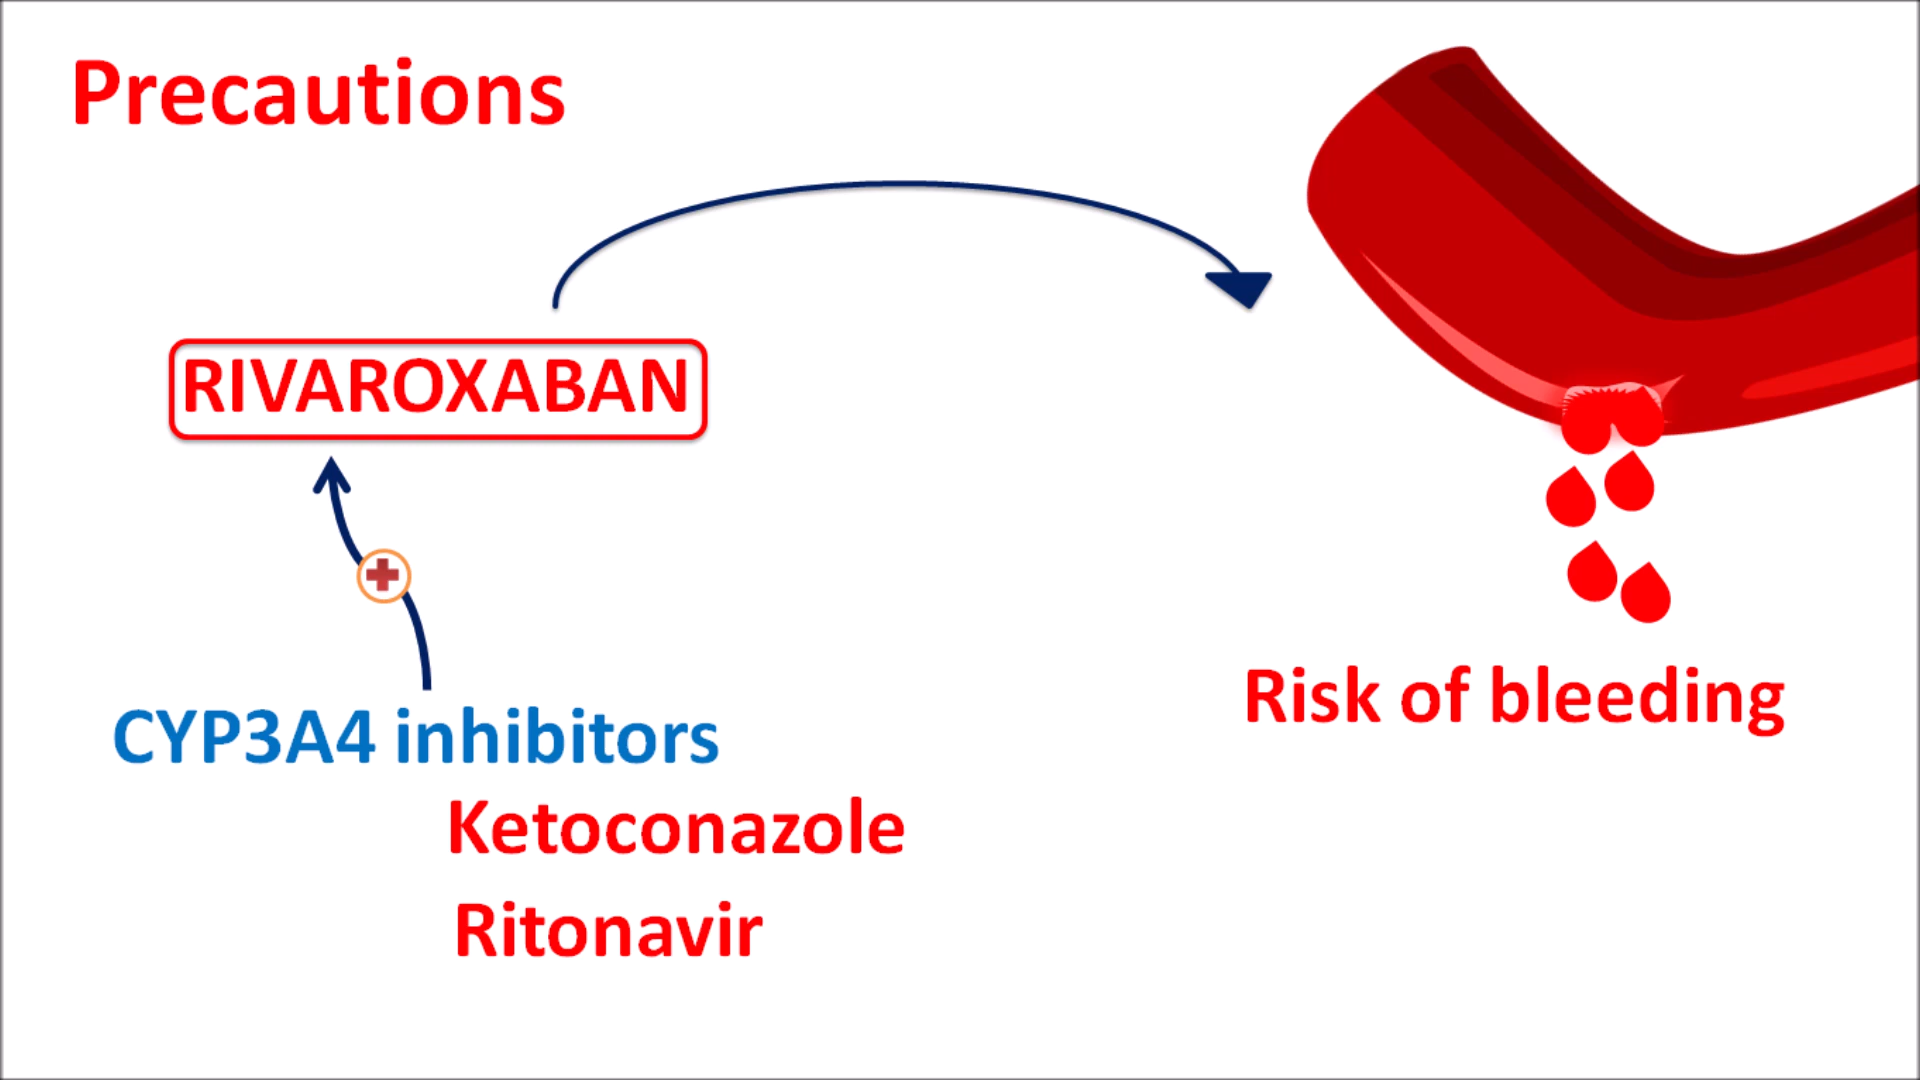 Precautions
RIVAROXABAN
CYP3A4 inhibitors
Ketoconazole
Ritonavir
Risk of bleeding